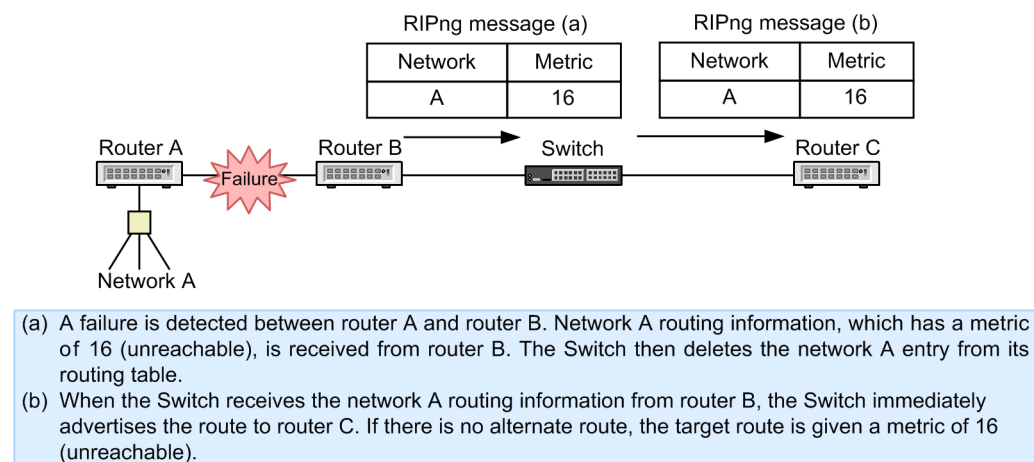 RIPng message (a)
RIPng message (b)
Network Metric
A 16
Network Metric
A 16
Router A
Router B
Switch
Router C
Failure
Network A
(a) A failure is detected between router A and router B. Network A routing information, which has a metric
of 16 (unreachable), is received from router B. The Switch then deletes the network A entry from its
routing table.
(b) When the Switch receives the network A routing information from router B, the Switch immediately
advertises the route to router C. If there is no alternate route, the target route is given a metric of 16
(unreachable).